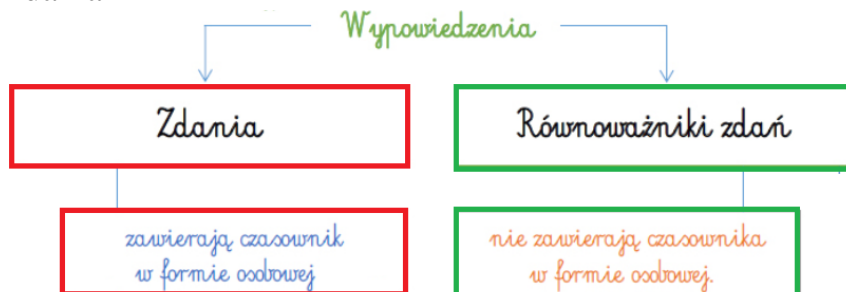 Wypowiedzenia
Zdania
Równoważniki zdań
zawierają czasownik
w formie osobowej
nie zawierają czasownika
w formie osobowej.